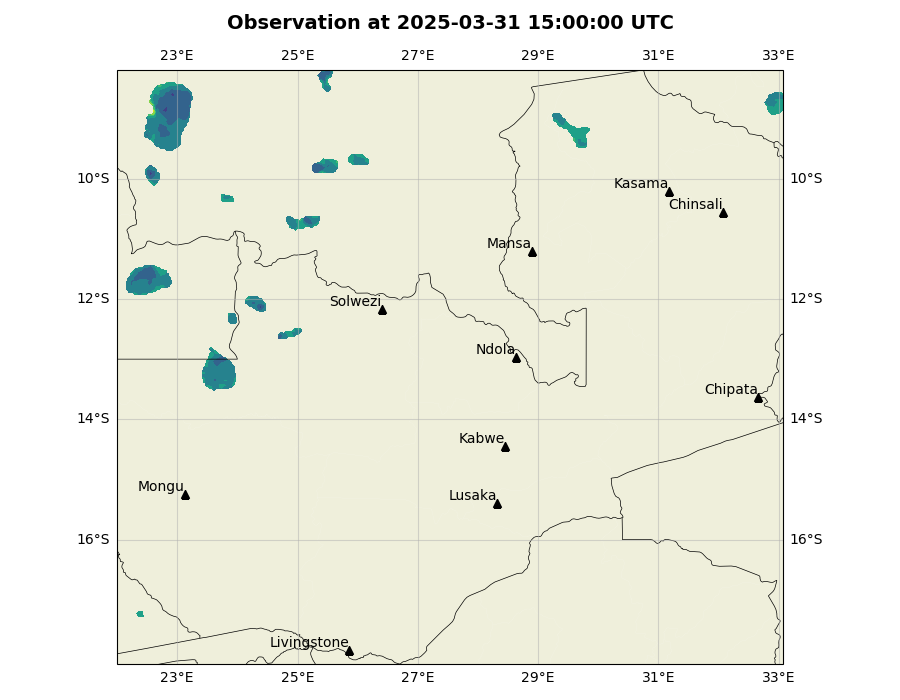 Observation at 2025-03-31 15:00:00 UTC
23°E 25°E 27°E 29°E 31°E 33°E
10°S 10°S
Kasama
Chinsali
Mansa
12°S 12°S
Solwezi
Ndola
Chipata
14°S 14°S
Kabwe
Mongu
Lusaka
16°S 16°S
Livingstone
23°E 25°E 27°E 29°E 31°E 33°E